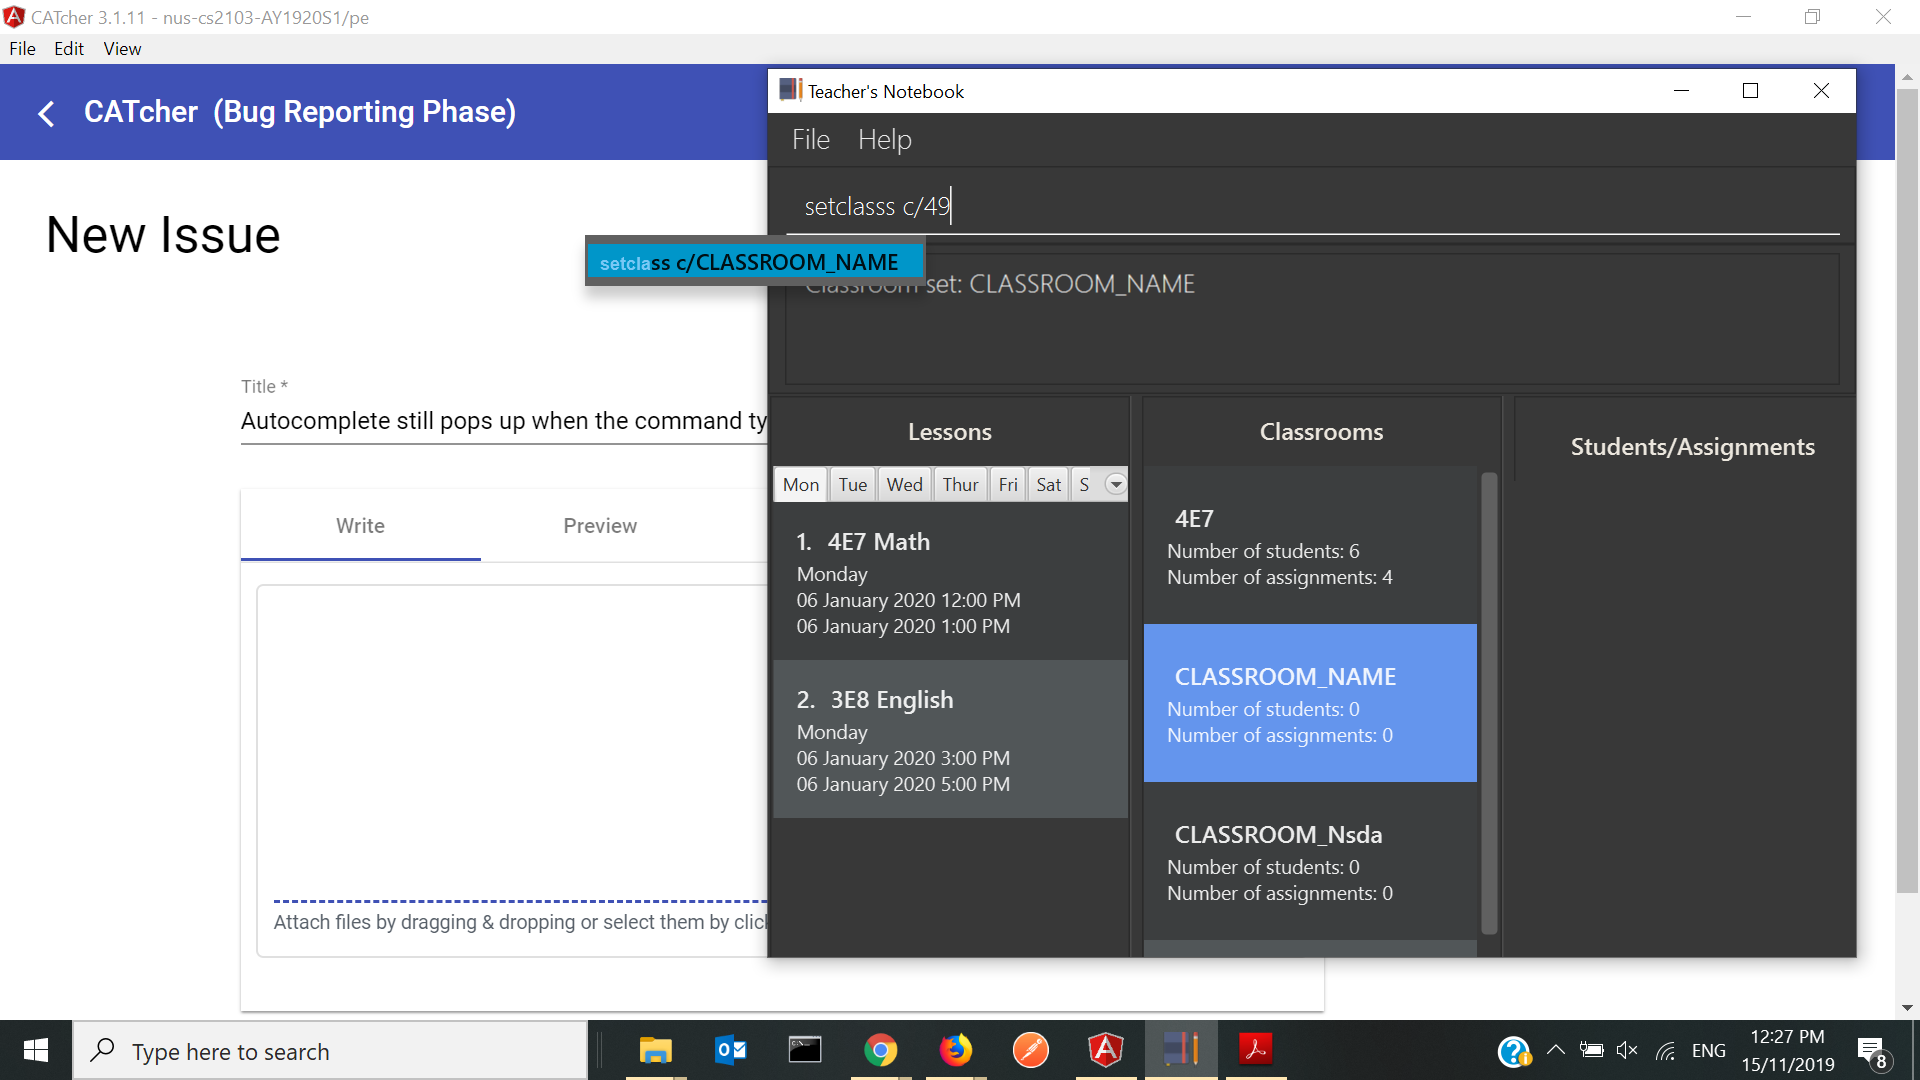 CATcher 3.1.11 - nus-cs2103-AY1920S1/pe
File Edit View
CATcher (Bug Reporting Phase)
New Issue
Title *
Autocomplete still pops up when the command ty
Write Preview
Attach files by dragging & dropping or select them by clic
Teacher's Notebook
File Help
setclasss c/49
setclass c/CLASSROOM_NAME
Classroom set: CLASSROOM_NAME
Lessons
Mon Tue Wed Thur Fri Sat S
1. 4E7 Math
Monday
06 January 2020 12:00 PM
06 January 2020 1:00 PM
2. 3E8 English
Monday
06 January 2020 3:00 PM
06 January 2020 5:00 PM
Classrooms
4E7
Number of students: 6
Number of assignments: 4
CLASSROOM_NAME
Number of students: 0
Number of assignments: 0
CLASSROOM_Nsda
Number of students: 0
Number of assignments: 0
Students/Assignments
Type here to search
ENG
12:27 PM
15/11/2019
8